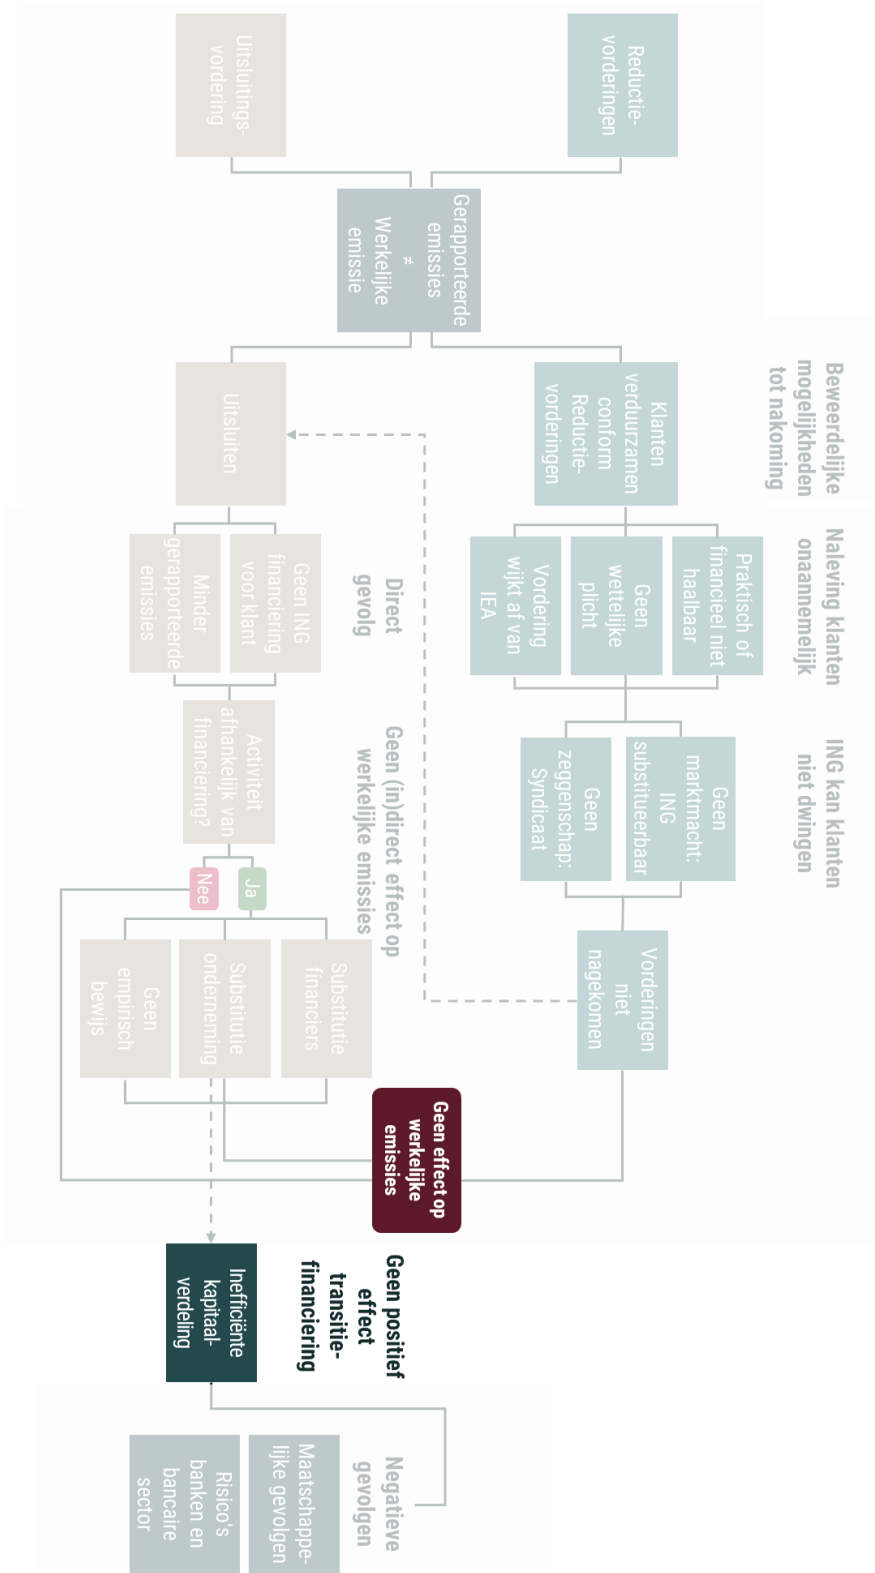 Reductie-
vorderingen
Uitsluitings-
vordering
Gerapporteerde
emissies
≠
Werkelijke
emissie
Beweerdelijke
mogelijkheden
tot nakoming
Klanten
verduurzamen
conform
Reductie-
vorderingen
Uitsluiten
Naleving klanten
onaannemelijk
Praktisch of
financieel niet
haalbaar
Geen
wettelijke
plicht
Vordering
wijkt af van
IEA
Direct
gevolg
Geen ING
financiering
voor klant
Minder
gerapporteerde
emissies
ING kan klanten
niet dwingen
Geen
marktmacht:
ING
substitueerbaar
Geen
zeggenschap:
Syndicaat
Geen (in)direct effect op
werkelijke emissies
Activiteit
afhankelijk van
financiering?
Ja
Nee
Vorderingen
niet
nagekomen
Substitutie
financiers
Substitutie
onderneming
Geen
empirisch
bewijs
Geen effect op
werkelijke
emissies
Geen positief
effect
transitie-
financiering
Inefficiënte
kapitaal-
verdeling
Negatieve
gevolgen
Maatschappe-
lijke gevolgen
Risico's
banken en
bancaire
sector